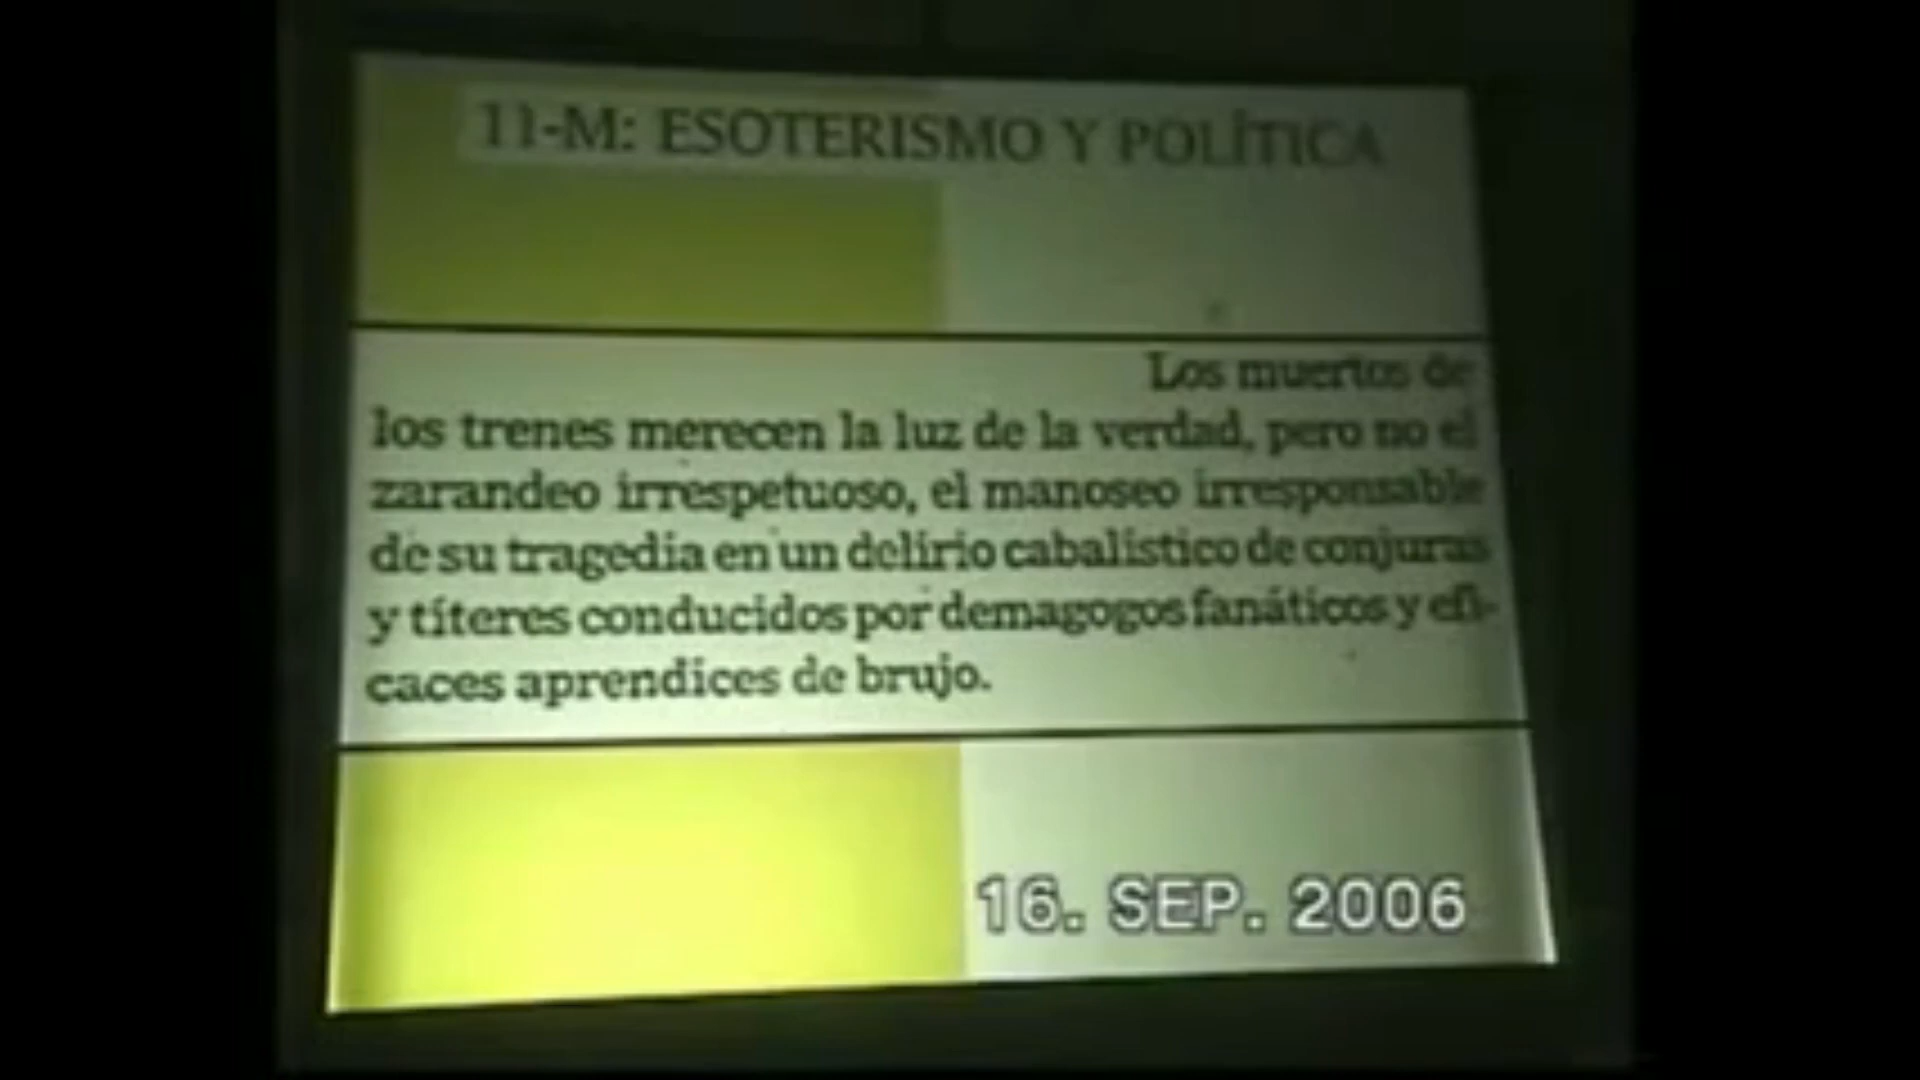 11-M: ESOTERISMO Y POLÍTICA
Los muertos de
los trenes merecen la luz de la verdad, pero no el
zarandeo irrespetuoso, el manoseo irresponsable
de su tragedia en un delirio cabalístico de conjuras
y títeres conducidos por demagogos fanáticos y efi-
caces aprendices de brujo.
16. SEP. 2006